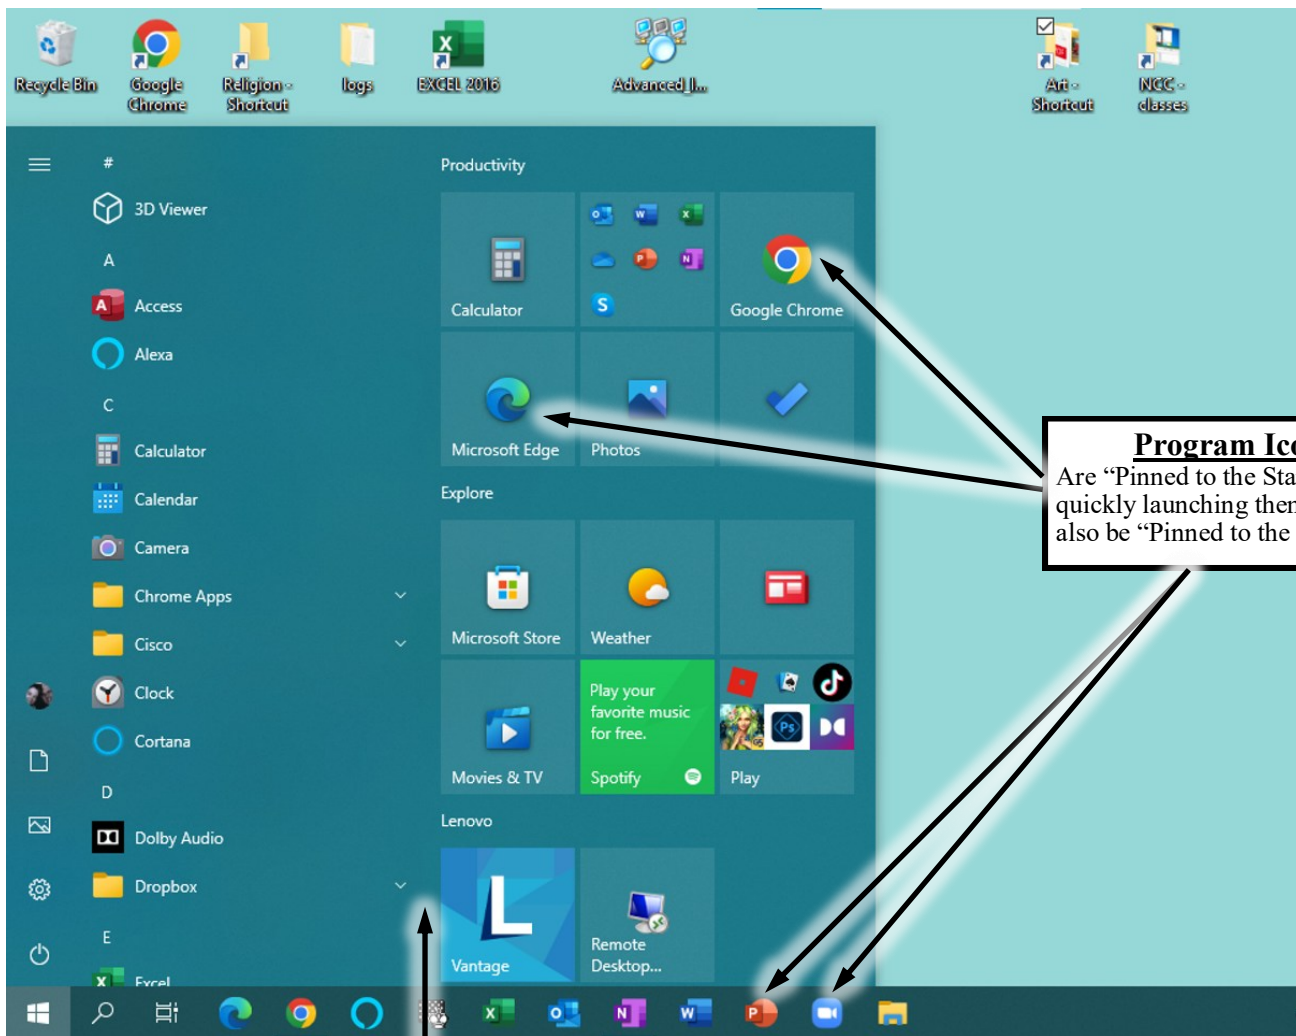 Recycle Bin
Google
Chrome
Religion -
Shortcut
logs
EXCEL 2016
Advanced_I...
Art -
Shortcut
NCC -
classes
#
3D Viewer
A
Access
Alexa
C
Calculator
Calendar
Camera
Chrome Apps
Cisco
Clock
Cortana
D
Dolby Audio
Dropbox
E
Excel
Productivity
Calculator
Google Chrome
Microsoft Edge
Photos
Explore
Microsoft Store
Weather
Movies & TV
Play your
favorite music
for free.
Spotify
Play
Lenovo
L
Vantage
Remote
Desktop...
Program Ico
Are “Pinned to the Sta
quickly launching then
also be “Pinned to the